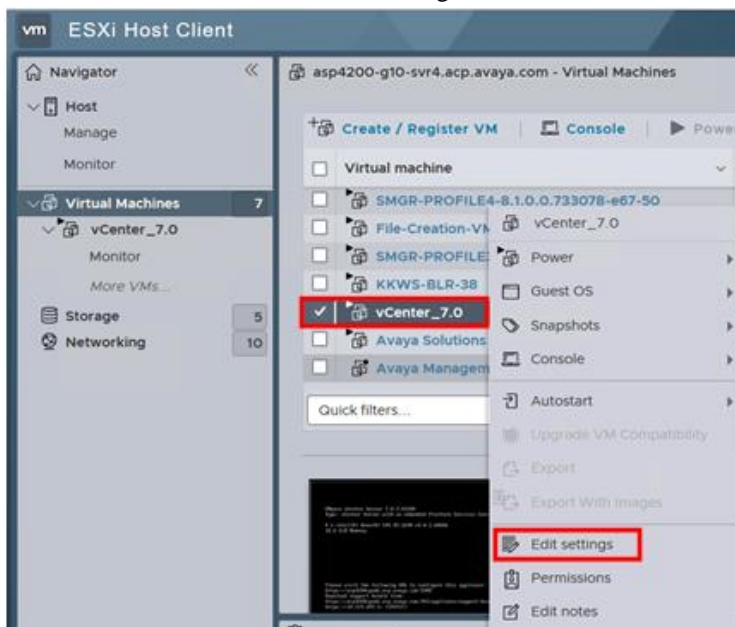 vm ESXi Host Client
Navigator
asp4200-g10-svr4.acp.avaya.com - Virtual Machines
Host
Manage
Monitor
Create / Register VM Console Powe
Virtual machine
Virtual Machines 7
vCenter_7.0
Monitor
More VMs...
Storage 5
Networking 10
SMGR-PROFILE4-8.1.0.0.733078-e67-50
File-Creation-VM
SMGR-PROFILE
KKWS-BLR-38
vCenter_7.0
Avaya Solutions
Avaya Managem
Quick filters...
vCenter_7.0
Power
Guest OS
Snapshots
Console
Autostart
Upgrade VM Compatibility
Export
Export With Images
Edit settings
Permissions
Edit notes